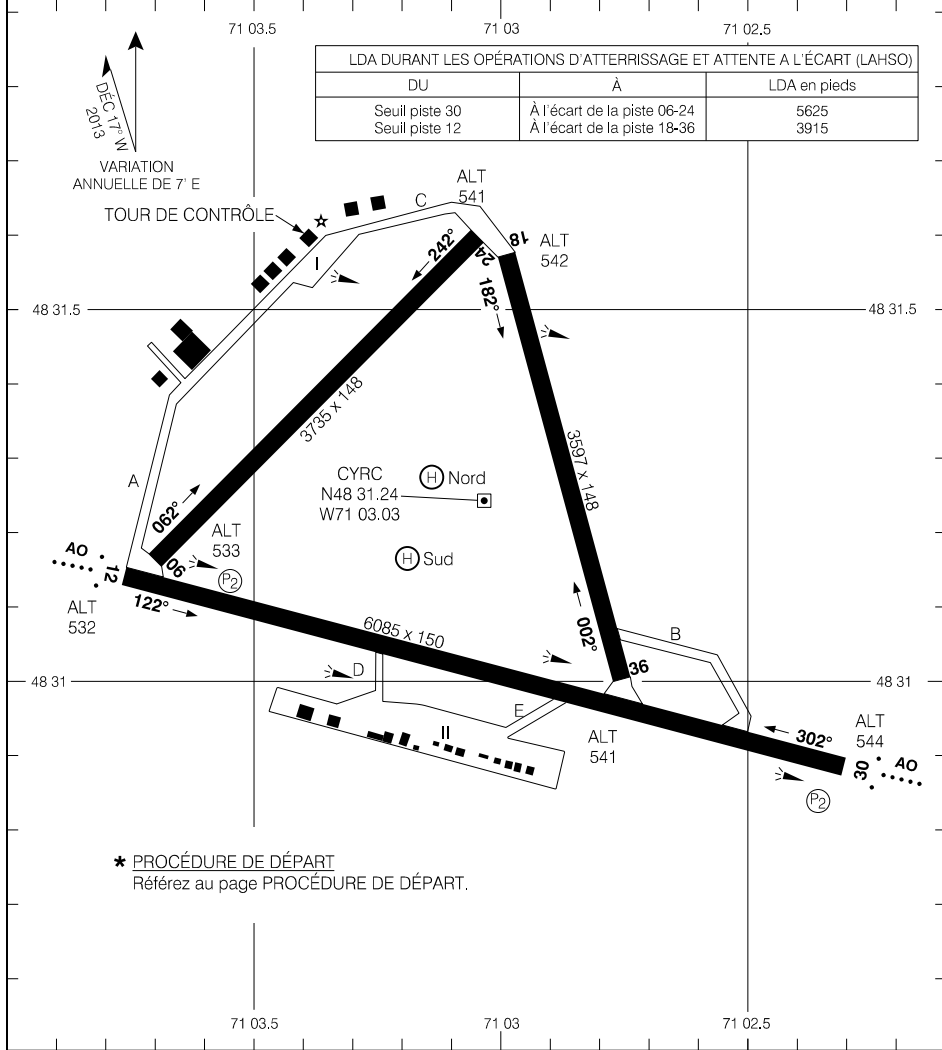 71 03.5
71 03
71 02.5
DÉC 17° W
2013
VARIATION
ANNUELLE DE 7' E
LDA DURANT LES OPÉRATIONS D'ATTERRISSAGE ET ATTENTE A L'ÉCART (LAHSO)
DU À LDA en pieds
Seuil piste 30 À l'écart de la piste 06-24 5625
Seuil piste 12 À l'écart de la piste 18-36 3915
TOUR DE CONTRÔLE
C
ALT
541
I
242°
24
18
ALT
542
182°
48 31.5
48 31.5
3735 x 148
3597 x 148
A
CYRC
N48 31.24
W71 03.03
H Nord
H Sud
062°
ALT
533
06
P2
AO
12
ALT
532
122°
6085 x 150
002°
36
B
48 31
48 31
D
E
II
ALT
541
302°
ALT
544
30
AO
P2
* PROCÉDURE DE DÉPART
Référez au page PROCÉDURE DE DÉPART.
71 03.5
71 03
71 02.5